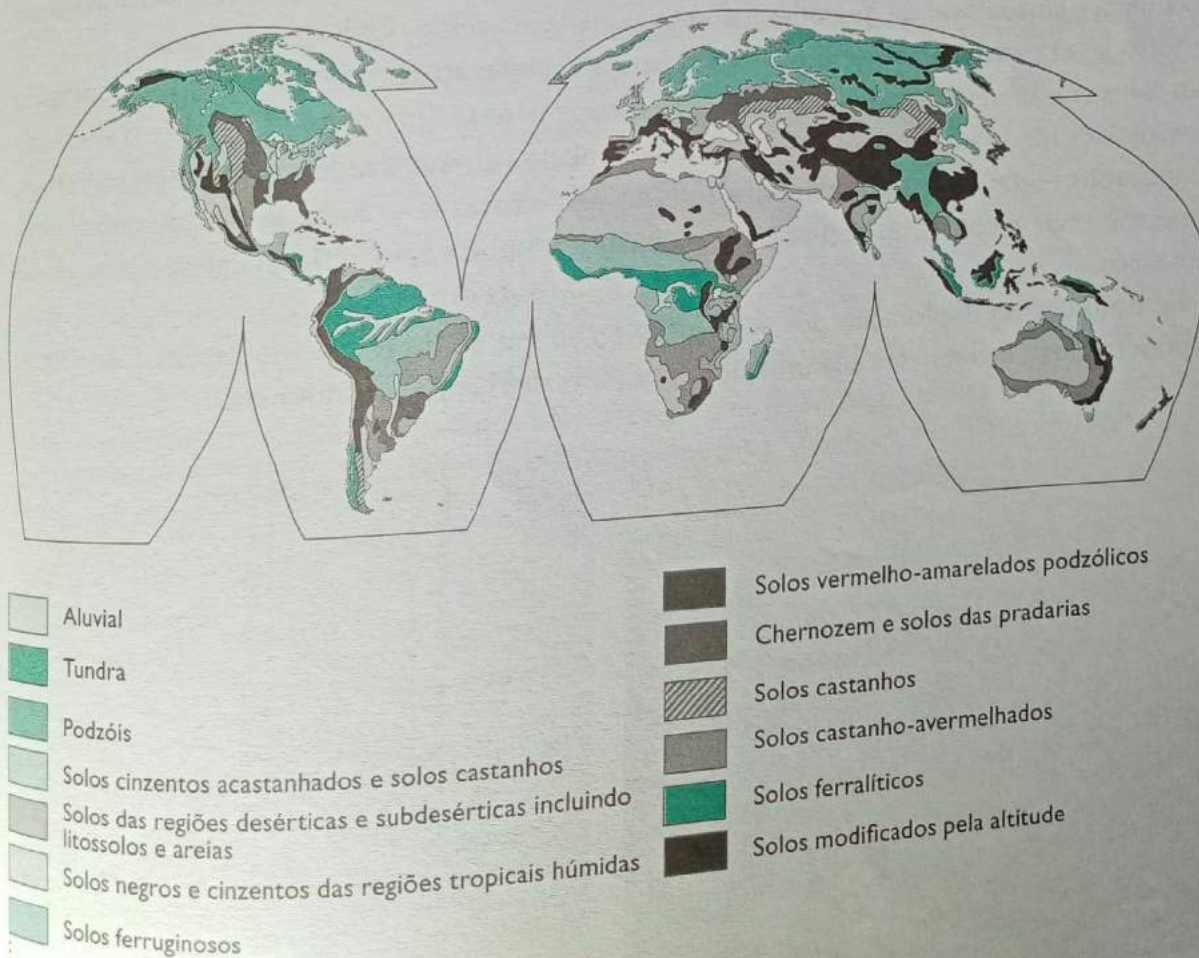 Aluvial
Tundra
Podzóis
Solos cinzentos acastanhados e solos castanhos
Solos das regiões desérticas e subdesérticas incluindo
litossolos e areias
Solos negros e cinzentos das regiões tropicais húmidas
Solos ferruginosos
Solos vermelho-amarelados podzólicos
Chernozem e solos das pradarias
Solos castanhos
Solos castanho-avermelhados
Solos ferralíticos
Solos modificados pela altitude